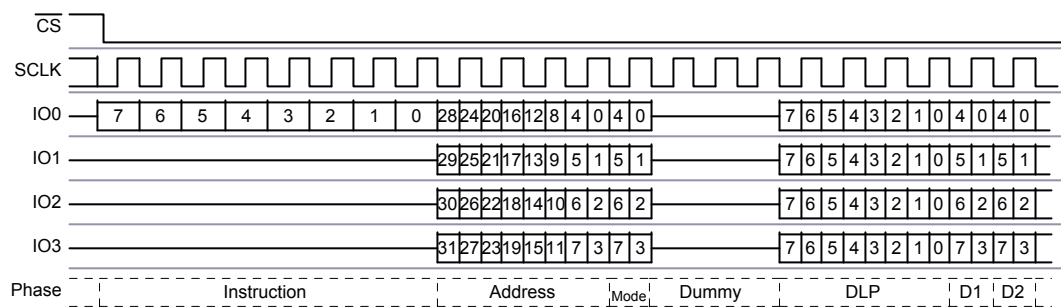 CS
SCLK
IO0 7 6 5 4 3 2 1 0 28 24 20 16 12 8 4 0 4 0 7 6 5 4 3 2 1 0 4 0 4 0
IO1 29 25 21 17 13 9 5 1 5 1 7 6 5 4 3 2 1 0 5 1 5 1
IO2 30 26 22 18 14 10 6 2 6 2 7 6 5 4 3 2 1 0 6 2 6 2
IO3 31 27 23 19 15 11 7 3 7 3 7 6 5 4 3 2 1 0 7 3 7 3
Phase Instruction Address Mode Dummy DLP D1 D2